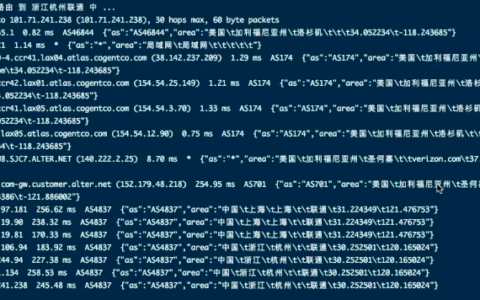 路由 到 浙江杭州联通 中 ...
101.71.241.238 (101.71.241.238), 30 hops max, 60 byte packets
65.1 0.82 ms AS46844 {"as":"AS46844","area":"美国\t加利福尼亚州\t洛杉矶\t\t\t34.052234\t-118.243685"}
21 1.14 ms * {"as":"*","area":"局域网\t局域网\t\t\t\t\t"}
-4.ccr41.lax04.atlas.cogentco.com (38.142.237.209) 1.29 ms AS174 {"as":"AS174","area":"美国\t加利福尼亚州\t洛
34.052234\t-118.243685"}
cr42.lax01.atlas.cogentco.com (154.54.25.149) 1.21 ms AS174 {"as":"AS174","area":"美国\t加利福尼亚州\t洛杉矶\t
t-118.243685"}
ccr41.lax05.atlas.cogentco.com (154.54.3.70) 1.33 ms AS174 {"as":"AS174","area":"美国\t加利福尼亚州\t洛杉矶\t\t
118.243685"}
.lax05.atlas.cogentco.com (154.54.12.90) 0.75 ms AS174 {"as":"AS174","area":"美国\t加利福尼亚州\t洛杉矶\t\t
243685"}
08.SJC7.ALTER.NET (140.222.2.25) 8.70 ms * {"as":"*","area":"美国\t加利福尼亚州\t圣何塞\t\tverizon.com\t37.
"}
com-gw.customer.alter.net (152.179.48.218) 254.95 ms AS701 {"as":"AS701","area":"美国\t加利福尼亚州\t圣何
6386\t-121.886002"}
97.181 256.62 ms AS4837 {"as":"AS4837","area":"中国\t上海\t上海\t\t联通\t31.224349\t121.476753"}
19.90 238.32 ms AS4837 {"as":"AS4837","area":"中国\t上海\t上海\t\t联通\t31.224349\t121.476753"}
19.81 170.33 ms AS4837 {"as":"AS4837","area":"中国\t上海\t上海\t\t联通\t31.224349\t121.476753"}
106.94 183.92 ms AS4837 {"as":"AS4837","area":"中国\t浙江\t杭州\t\t联通\t30.252501\t120.165024"}
244.2 257.30 ms AS4837 {"as":"AS4837","area":"中国\t浙江\t杭州\t\t联通\t30.252501\t120.165024"}
.134 258.53 ms AS4837 {"as":"AS4837","area":"中国\t浙江\t杭州\t\t联通\t30.252501\t120.165024"}
241.238 245.48 ms AS4837 {"as":"AS4837","area":"中国\t浙江\t杭州\t\t联通\t30.252501\t120.165024"}